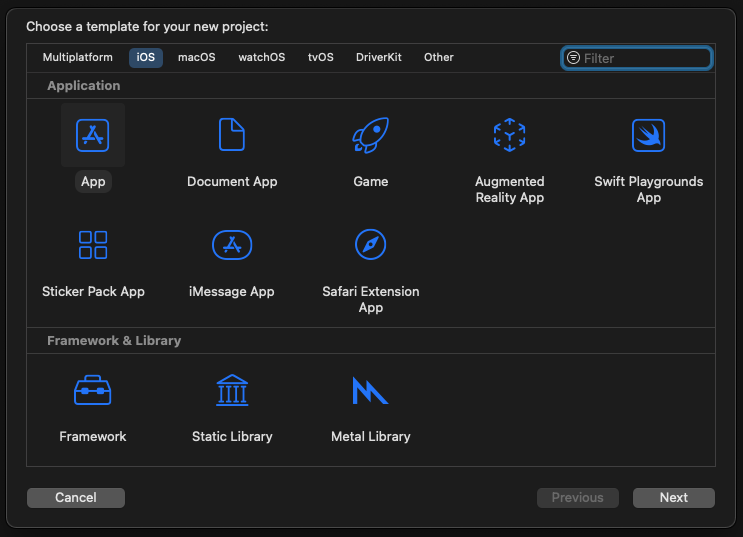 Choose a template for your new project:
Multiplatform iOS macOS watchOS tvOS DriverKit Other Filter
Application
App Document App Game Augmented Reality App Swift Playgrounds App
Sticker Pack App iMessage App Safari Extension App
Framework & Library
Framework Static Library Metal Library
Cancel Previous Next